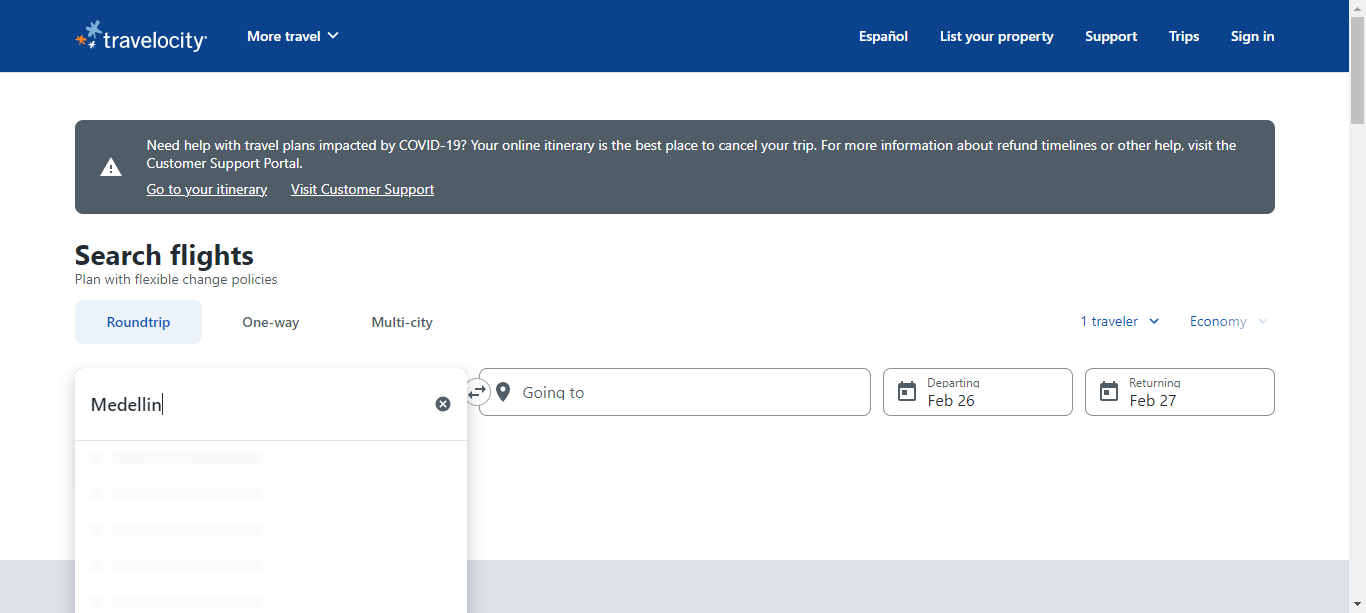 travelocity
More travel
Español
List your property
Support
Trips
Sign in
Need help with travel plans impacted by COVID-19? Your online itinerary is the best place to cancel your trip. For more information about refund timelines or other help, visit the
Customer Support Portal.
Go to your itinerary
Visit Customer Support
Search flights
Plan with flexible change policies
Roundtrip
One-way
Multi-city
1 traveler
Economy
Medellin
Going to
Departing
Feb 26
Returning
Feb 27